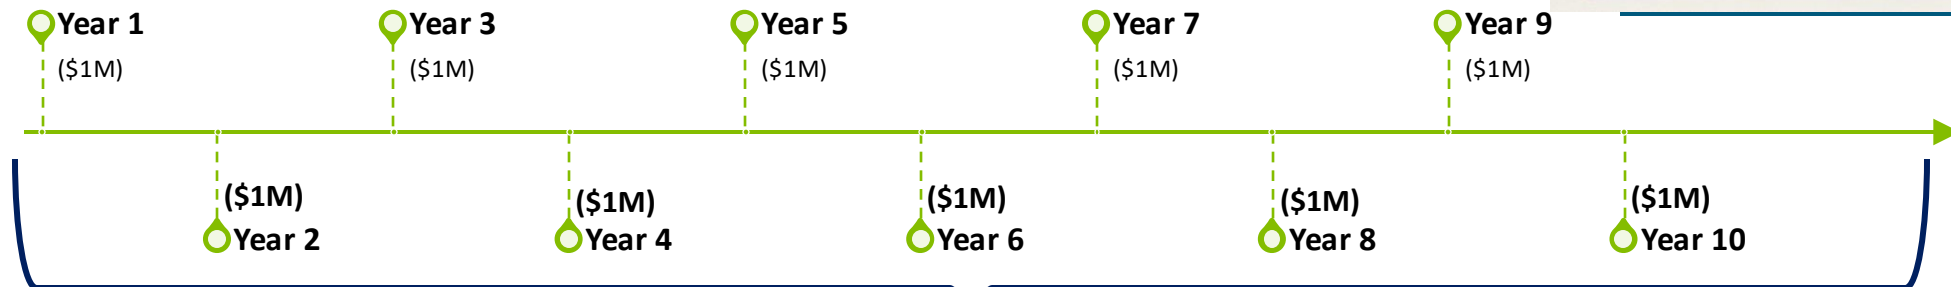 Year 1
($1M)
Year 3
($1M)
Year 5
($1M)
Year 7
($1M)
Year 9
($1M)
($1M)
Year 2
($1M)
Year 4
($1M)
Year 6
($1M)
Year 8
($1M)
Year 10